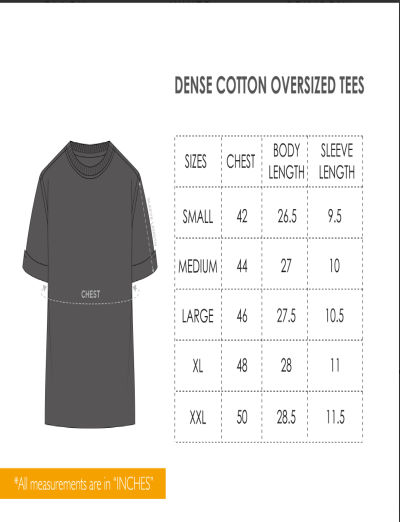 DENSE COTTON OVERSIZED TEES
SIZES CHEST BODY LENGTH SLEEVE LENGTH
SMALL 42 26.5 9.5
MEDIUM 44 27 10
LARGE 46 27.5 10.5
XL 48 28 11
XXL 50 28.5 11.5
CHEST
*All measurements are in "INCHES"